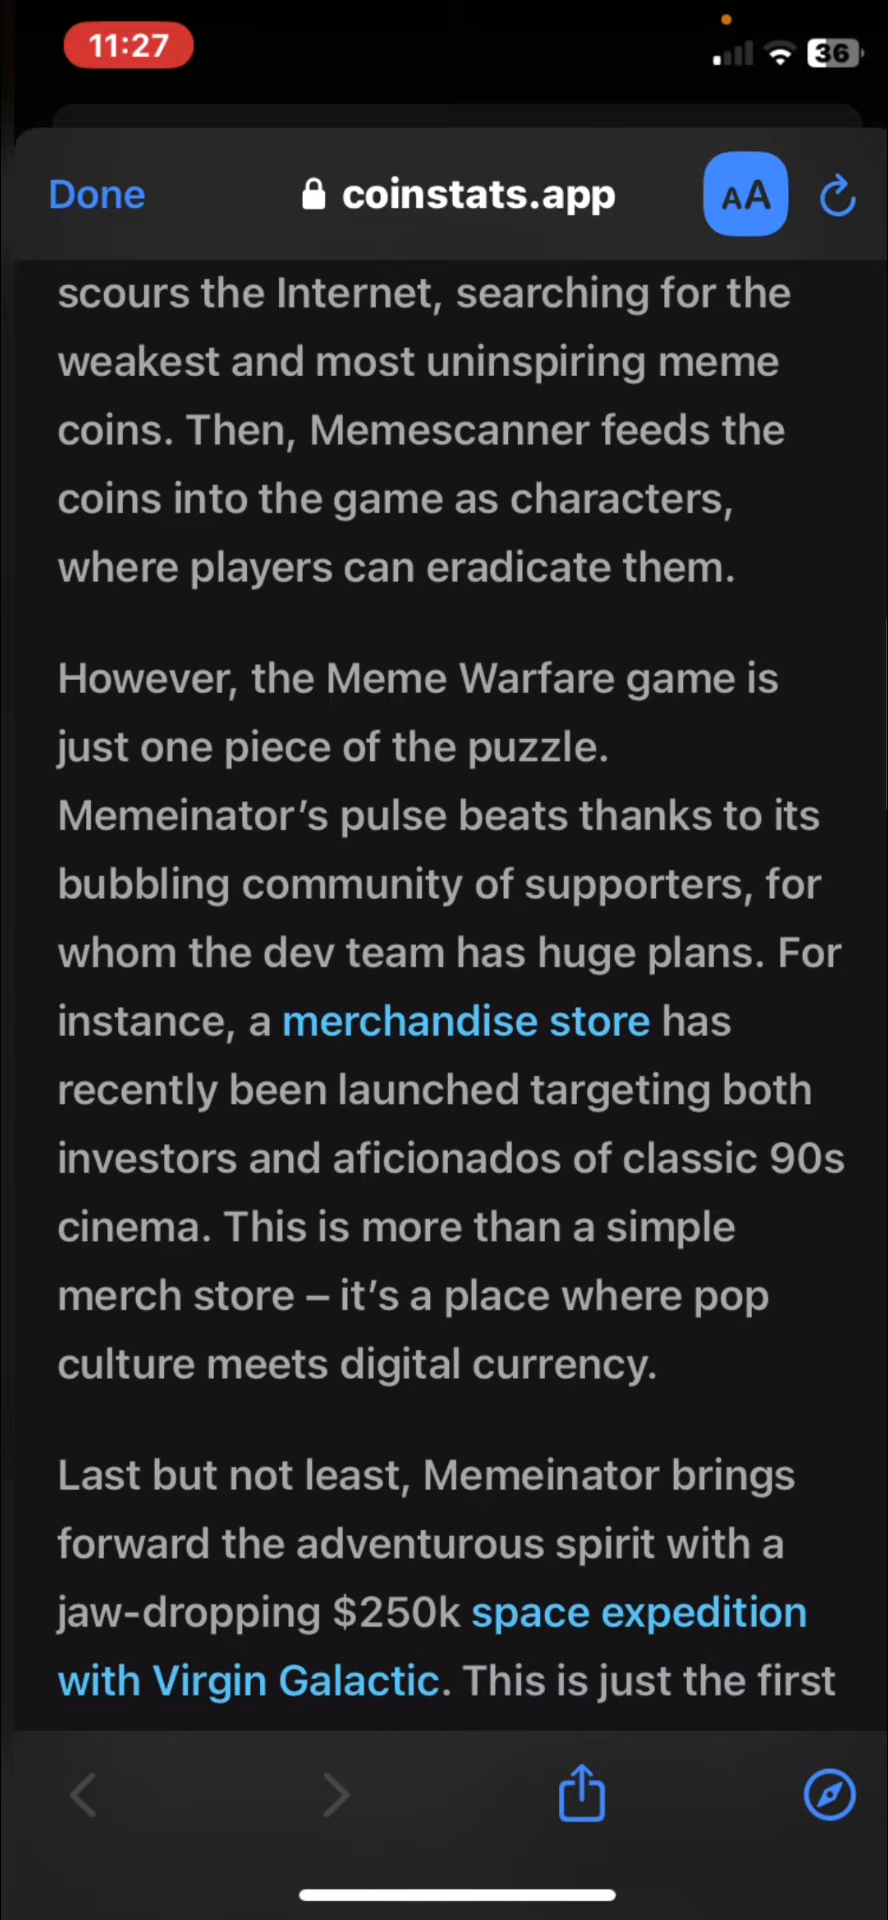 11:27
36
Done
coinstats.app
AA
scours the Internet, searching for the
weakest and most uninspiring meme
coins. Then, Memescanner feeds the
coins into the game as characters,
where players can eradicate them.
However, the Meme Warfare game is
just one piece of the puzzle.
Memeinator’s pulse beats thanks to its
bubbling community of supporters, for
whom the dev team has huge plans. For
instance, a merchandise store has
recently been launched targeting both
investors and aficionados of classic 90s
cinema. This is more than a simple
merch store – it’s a place where pop
culture meets digital currency.
Last but not least, Memeinator brings
forward the adventurous spirit with a
jaw-dropping $250k space expedition
with Virgin Galactic. This is just the first